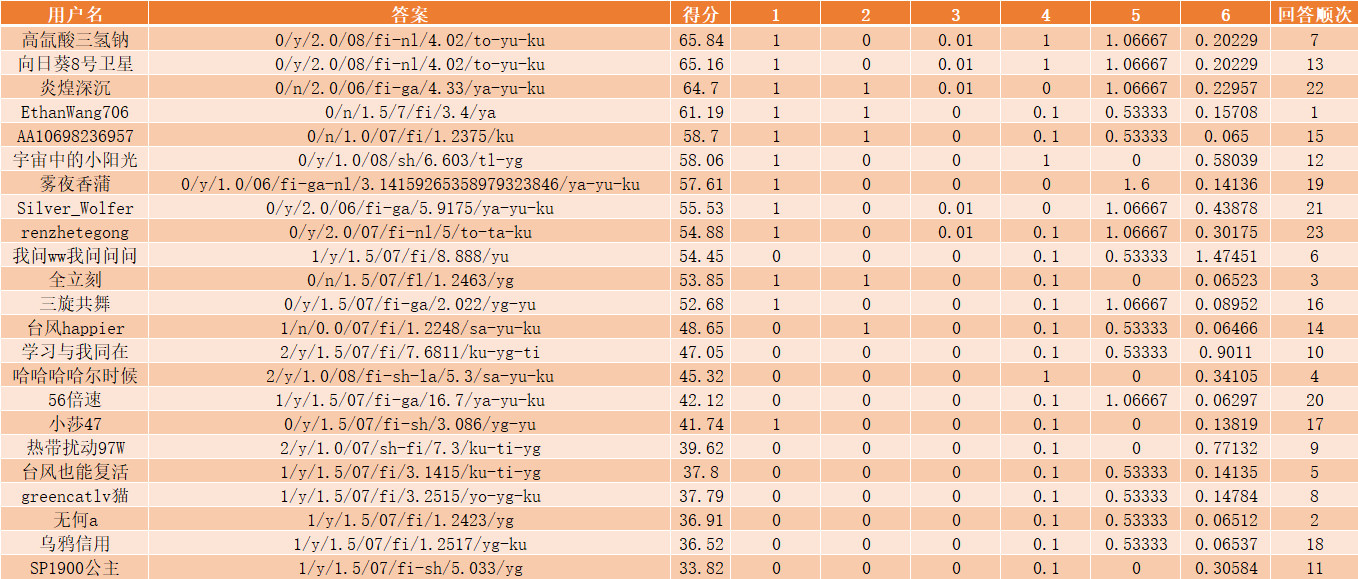 用户名 答案 得分 1 2 3 4 5 6 回答顺次
高氙酸三氢钠 0/y/2.0/08/fi-nl/4.02/to-yu-ku 65.84 1 0 0.01 1 1.06667 0.20229 7
向日葵8号卫星 0/y/2.0/08/fi-nl/4.02/to-yu-ku 65.16 1 0 0.01 1 1.06667 0.20229 13
炎煌深沉 0/n/2.0/06/fi-ga/4.33/ya-yu-ku 64.7 1 1 0.01 0 1.06667 0.22957 22
EthanWang706 0/n/1.5/7/fi/3.4/ya 61.19 1 1 0 0.1 0.53333 0.15708 1
AA10698236957 0/n/1.0/07/fi/1.2375/ku 58.7 1 1 0 0.1 0.53333 0.065 15
宇宙中的小阳光 0/y/1.0/08/sh/6.603/tl-yg 58.06 1 0 0 1 0 0.58039 12
雾夜香蒲 0/y/1.0/06/fi-ga-nl/3.14159265358979323846/ya-yu-ku 57.61 1 0 0 0 1.6 0.14136 19
Silver_Wolfer 0/y/2.0/06/fi-ga/5.9175/ya-yu-ku 55.53 1 0 0.01 0 1.06667 0.43878 21
renzhetegong 0/y/2.0/07/fi-nl/5/to-ta-ku 54.88 1 0 0.01 0.1 1.06667 0.30175 23
我问ww我问问问 1/y/1.5/07/fi/8.888/yu 54.45 0 0 0 0.1 0.53333 1.47451 6
全立刻 0/n/1.5/07/fl/1.2463/yg 53.85 1 1 0 0.1 0 0.06523 3
三旋共舞 0/y/1.5/07/fi-ga/2.022/yg-yu 52.68 1 0 0 0.1 1.06667 0.08952 16
台风happier 1/n/0.0/07/fi/1.2248/sa-yu-ku 48.65 0 1 0 0.1 0.53333 0.06466 14
学习与我同在 2/y/1.5/07/fi/7.6811/ku-yg-ti 47.05 0 0 0 0.1 0.53333 0.9011 10
哈哈哈哈尔时候 2/y/1.0/08/fi-sh-la/5.3/sa-yu-ku 45.32 0 0 0 1 0 0.34105 4
56倍速 1/y/1.5/07/fi-ga/16.7/ya-yu-ku 42.12 0 0 0 0.1 1.06667 0.06297 20
小莎47 0/y/1.5/07/fi-sh/3.086/yg-yu 41.74 1 0 0 0.1 0 0.13819 17
热带扰动97W 2/y/1.0/07/sh-fi/7.3/ku-ti-yg 39.62 0 0 0 0.1 0 0.77132 9
台风也能复活 1/y/1.5/07/fi/3.1415/ku-ti-yg 37.8 0 0 0 0.1 0.53333 0.14135 5
greencatlv猫 1/y/1.5/07/fi/3.2515/yo-yg-ku 37.79 0 0 0 0.1 0.53333 0.14784 8
无何a 1/y/1.5/07/fi/1.2423/yg 36.91 0 0 0 0.1 0.53333 0.06512 2
乌鸦信用 1/y/1.5/07/fi/1.2517/yg-ku 36.52 0 0 0 0.1 0.53333 0.06537 18
SP1900公主 1/y/1.5/07/fi-sh/5.033/yg 33.82 0 0 0 0.1 0 0.30584 11